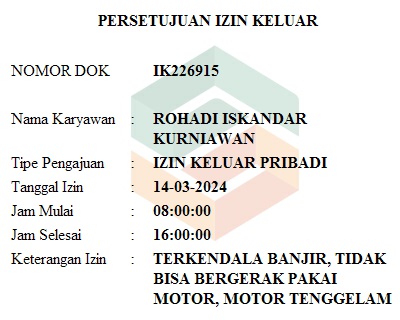 PERSETUJUAN IZIN KELUAR
NOMOR DOK IK226915
Nama Karyawan : ROHADI ISKANDAR
KURNIAWAN
Tipe Pengajuan : IZIN KELUAR PRIBADI
Tanggal Izin : 14-03-2024
Jam Mulai : 08:00:00
Jam Selesai : 16:00:00
Keterangan Izin : TERKENDALA BANJIR, TIDAK
BISA BERGERAK PAKAI
MOTOR, MOTOR TENGGELAM